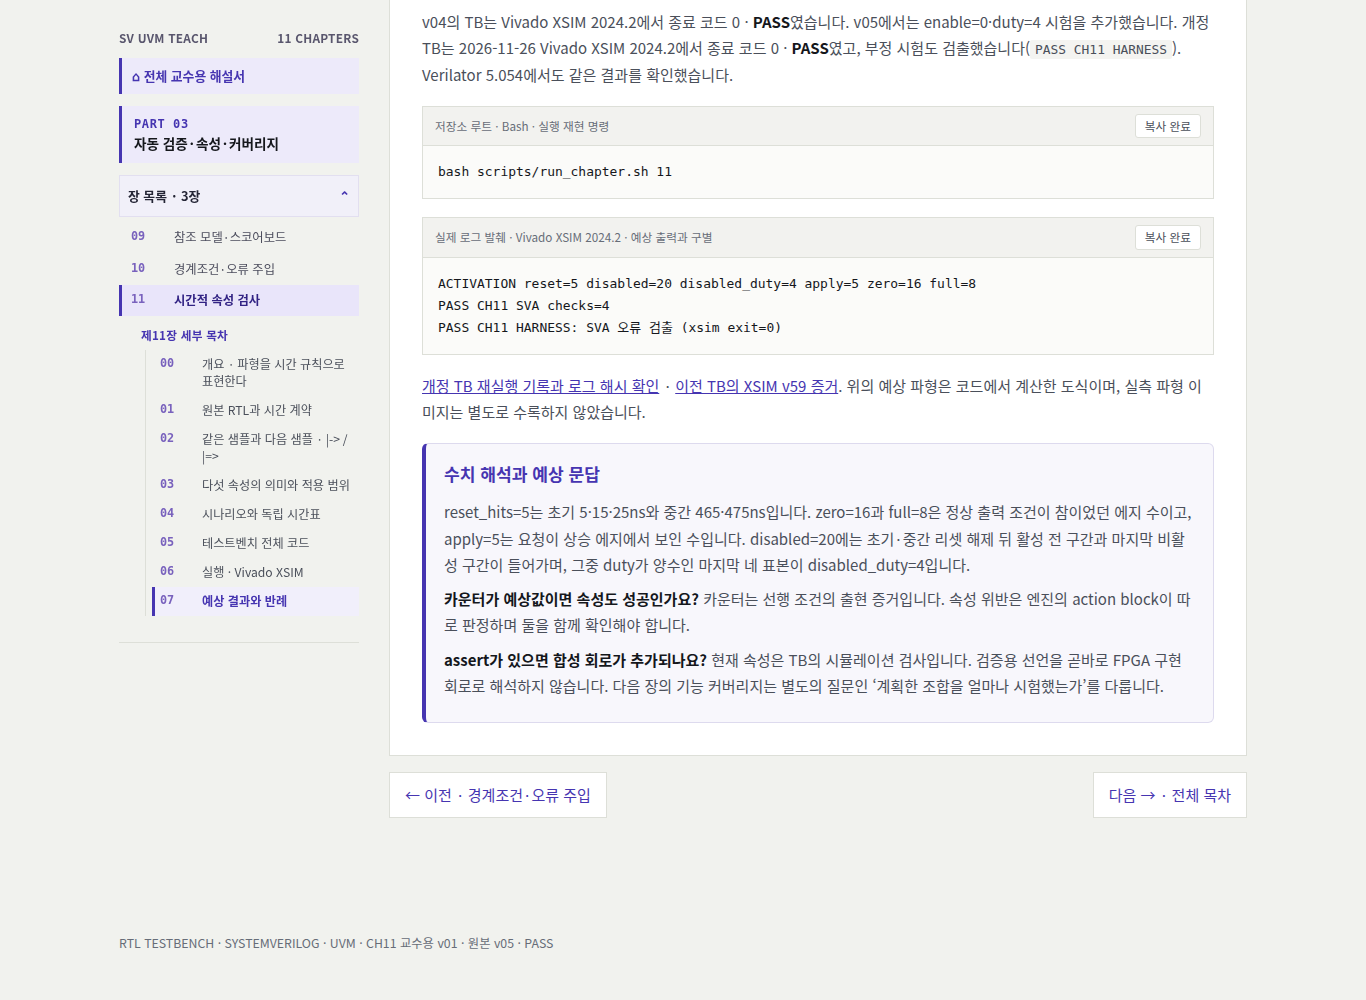 SV UVM TEACH
11 CHAPTERS
⌂ 전체 교수용 해설서
PART 03
자동 검증·속성·커버리지
장 목록 · 3장
09 참조 모델·스코어보드
10 경계조건·오류 주입
11 시간적 속성 검사
제11장 세부 목차
00 개요 · 파형을 시간 규칙으로
표현한다
01 원본 RTL과 시간 계약
02 같은 샘플과 다음 샘플 · |-> /
|=>
03 다섯 속성의 의미와 적용 범위
04 시나리오와 독립 시간표
05 테스트벤치 전체 코드
06 실행 · Vivado XSIM
07 예상 결과와 반례
v04의 TB는 Vivado XSIM 2024.2에서 종료 코드 0 · PASS였습니다. v05에서는 enable=0·duty=4 시험을 추가했습니다. 개정
TB는 2026-11-26 Vivado XSIM 2024.2에서 종료 코드 0 · PASS였고, 부정 시험도 검출했습니다( PASS CH11 HARNESS ).
Verilator 5.054에서도 같은 결과를 확인했습니다.
저장소 루트 · Bash · 실행 재현 명령
복사 완료
bash scripts/run_chapter.sh 11
실제 로그 발췌 · Vivado XSIM 2024.2 · 예상 출력과 구별
복사 완료
ACTIVATION reset=5 disabled=20 disabled_duty=4 apply=5 zero=16 full=8
PASS CH11 SVA checks=4
PASS CH11 HARNESS: SVA 오류 검출 (xsim exit=0)
개정 TB 재실행 기록과 로그 해시 확인 · 이전 TB의 XSIM v59 증거. 위의 예상 파형은 코드에서 계산한 도식이며, 실측 파형 이
미지는 별도로 수록하지 않았습니다.
수치 해석과 예상 문답
reset_hits=5는 초기 5·15·25ns와 중간 465·475ns입니다. zero=16과 full=8은 정상 출력 조건이 참이었던 에지 수이고,
apply=5는 요청이 상승 에지에서 보인 수입니다. disabled=20에는 초기·중간 리셋 해제 뒤 활성 전 구간과 마지막 비활
성 구간이 들어가며, 그중 duty가 양수인 마지막 네 표본이 disabled_duty=4입니다.
카운터가 예상값이면 속성도 성공인가요? 카운터는 선행 조건의 출현 증거입니다. 속성 위반은 엔진의 action block이 따
로 판정하며 둘을 함께 확인해야 합니다.
assert가 있으면 합성 회로가 추가되나요? 현재 속성은 TB의 시뮬레이션 검사입니다. 검증용 선언을 곧바로 FPGA 구현
회로로 해석하지 않습니다. 다음 장의 기능 커버리지는 별도의 질문인 ‘계획한 조합을 얼마나 시험했는가’를 다룹니다.
← 이전 · 경계조건·오류 주입
다음 → · 전체 목차
RTL TESTBENCH · SYSTEMVERILOG · UVM · CH11 교수용 v01 · 원본 v05 · PASS